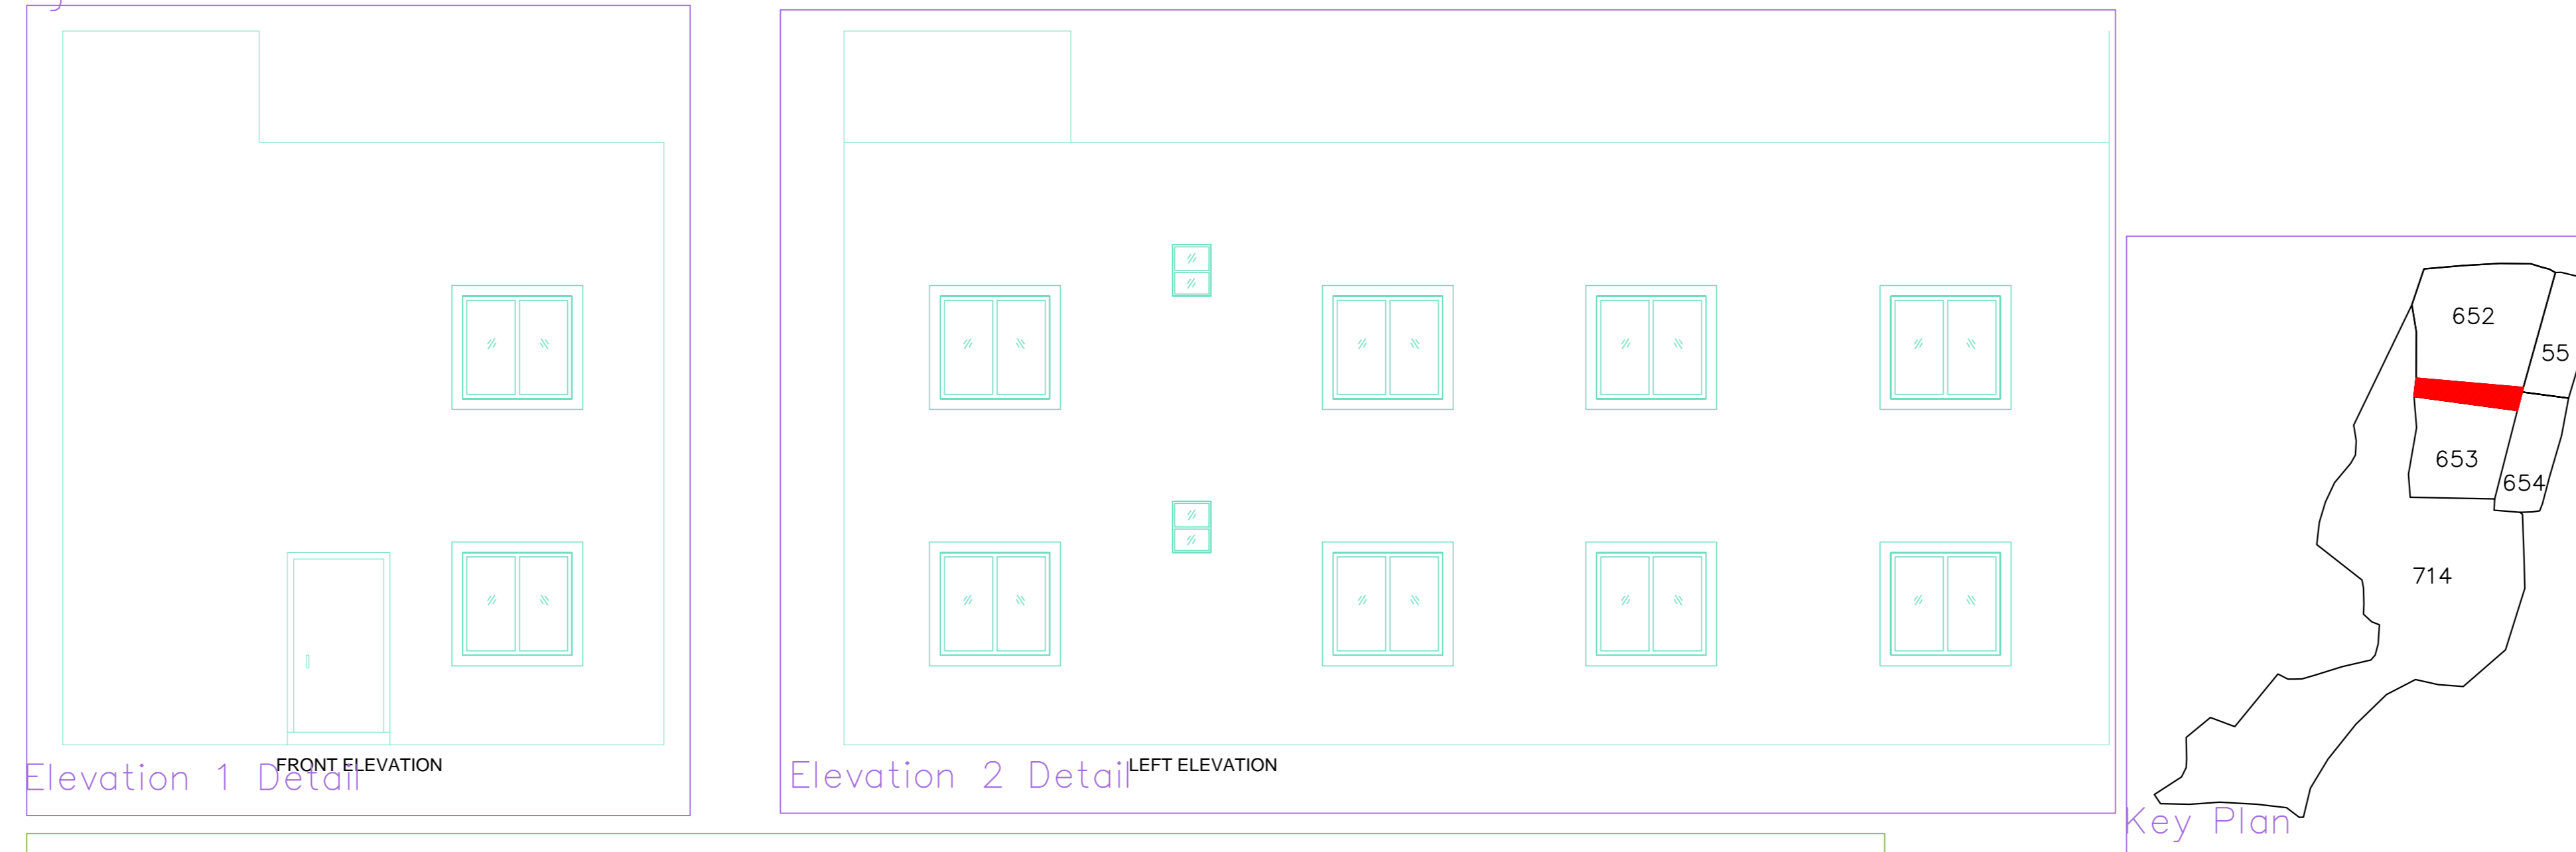 FRONT ELEVATION
Elevation 1 Detail
LEFT ELEVATION
Elevation 2 Detail
652
55
653
654
714
Key Plan